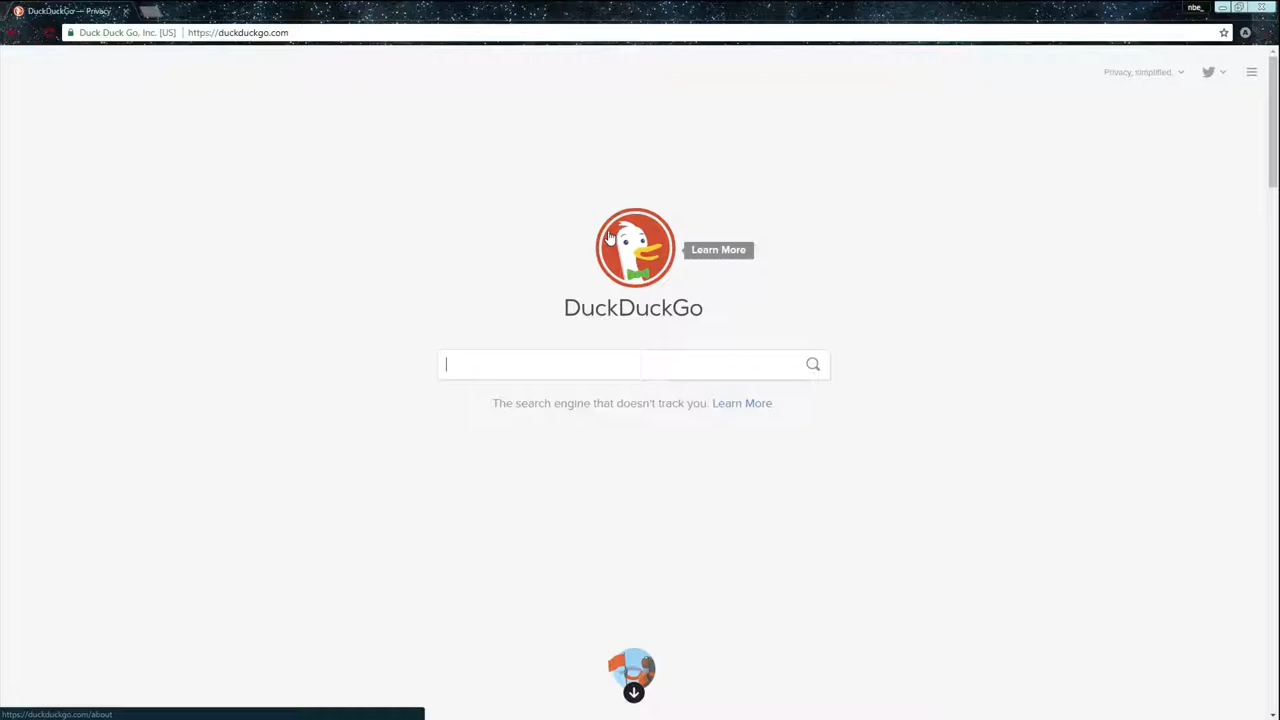 DuckDuckGo — Privacy
nbe_
Duck Duck Go, Inc. [US] https://duckduckgo.com
A
Privacy, simplified.
Learn More
DuckDuckGo
The search engine that doesn't track you. Learn More.
https://duckduckgo.com/about